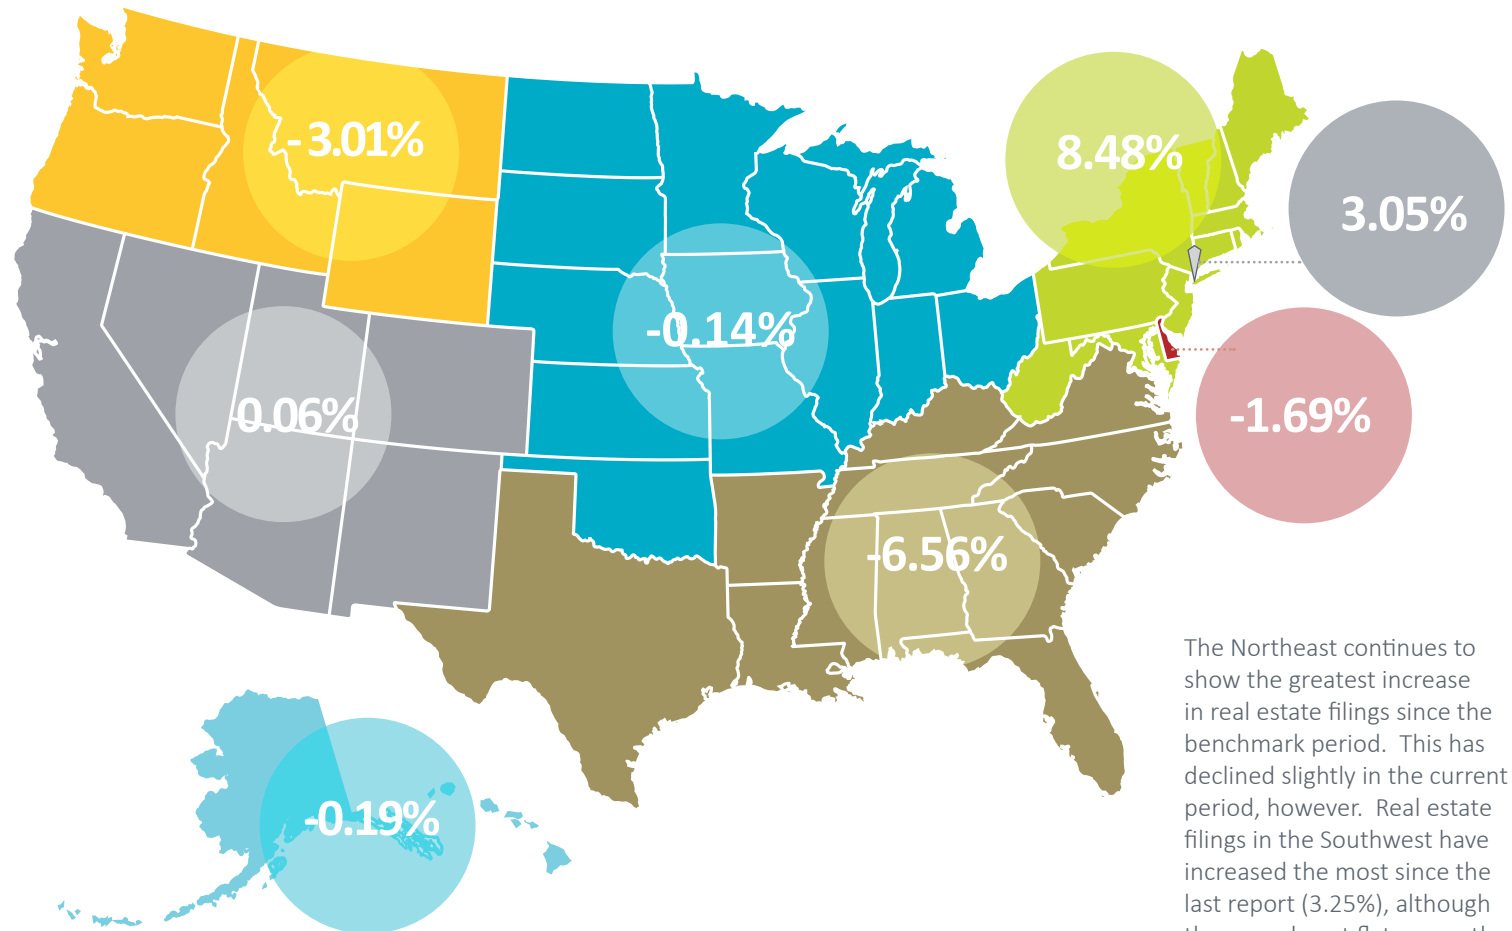 - 3.01%
8.48%
3.05%
-0.14%
0.06%
-1.69%
-6.56%
-0.19%
The Northeast continues to
show the greatest increase
in real estate filings since the
benchmark period.  This has
declined slightly in the current
period, however.  Real estate
filings in the Southwest have
increased the most since the
last report (3.25%), although